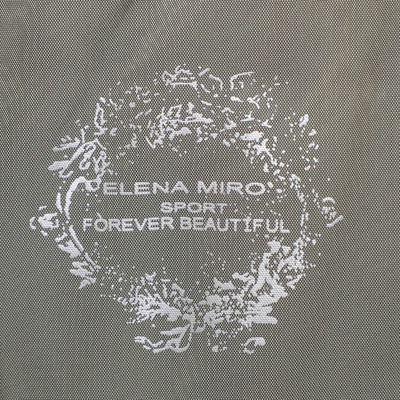 ELENA MIRO'
SPORT
FOREVER BEAUTIFUL